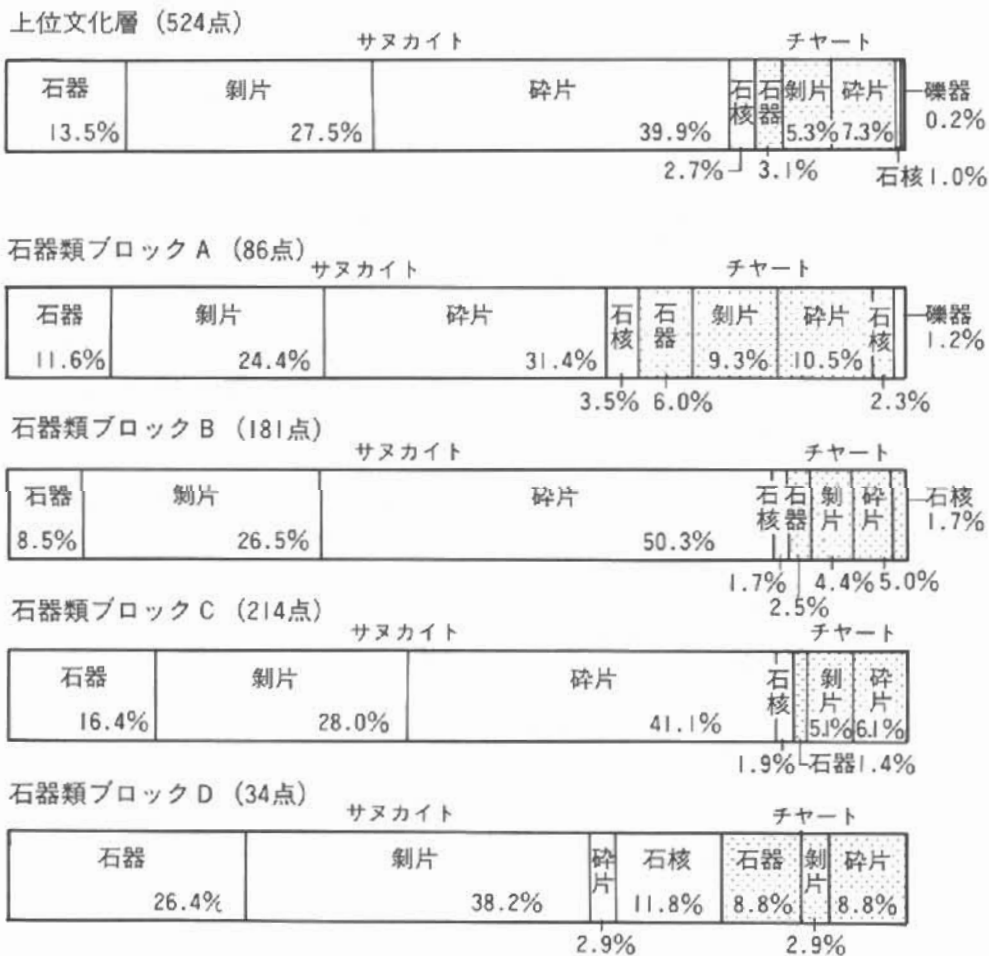 上位文化層 (524点)
サヌカイト チャート
石器 剝片 砕片 石核 石器 剝片 砕片 礫器
13.5% 27.5% 39.9% 5.3% 7.3% 0.2%
2.7% 3.1% 石核1.0%
石器類ブロックA (86点)
サヌカイト チャート
石器 剝片 砕片 石核 石器 剝片 砕片 石核 礫器
11.6% 24.4% 31.4% 9.3% 10.5% 1.2%
3.5% 6.0% 2.3%
石器類ブロックB (181点)
サヌカイト チャート
石器 剝片 砕片 石核 石器 剝片 砕片 石核
8.5% 26.5% 50.3% 1.7%
1.7% 4.4% 5.0%
2.5%
石器類ブロックC (214点)
サヌカイト チャート
石器 剝片 砕片 石核 剝片 砕片
16.4% 28.0% 41.1% 5.1% 6.1%
1.9% 石器1.4%
石器類ブロックD (34点)
サヌカイト チャート
石器 剝片 砕片 石核 石器 剝片 砕片
26.4% 38.2% 11.8% 8.8% 8.8%
2.9% 2.9%